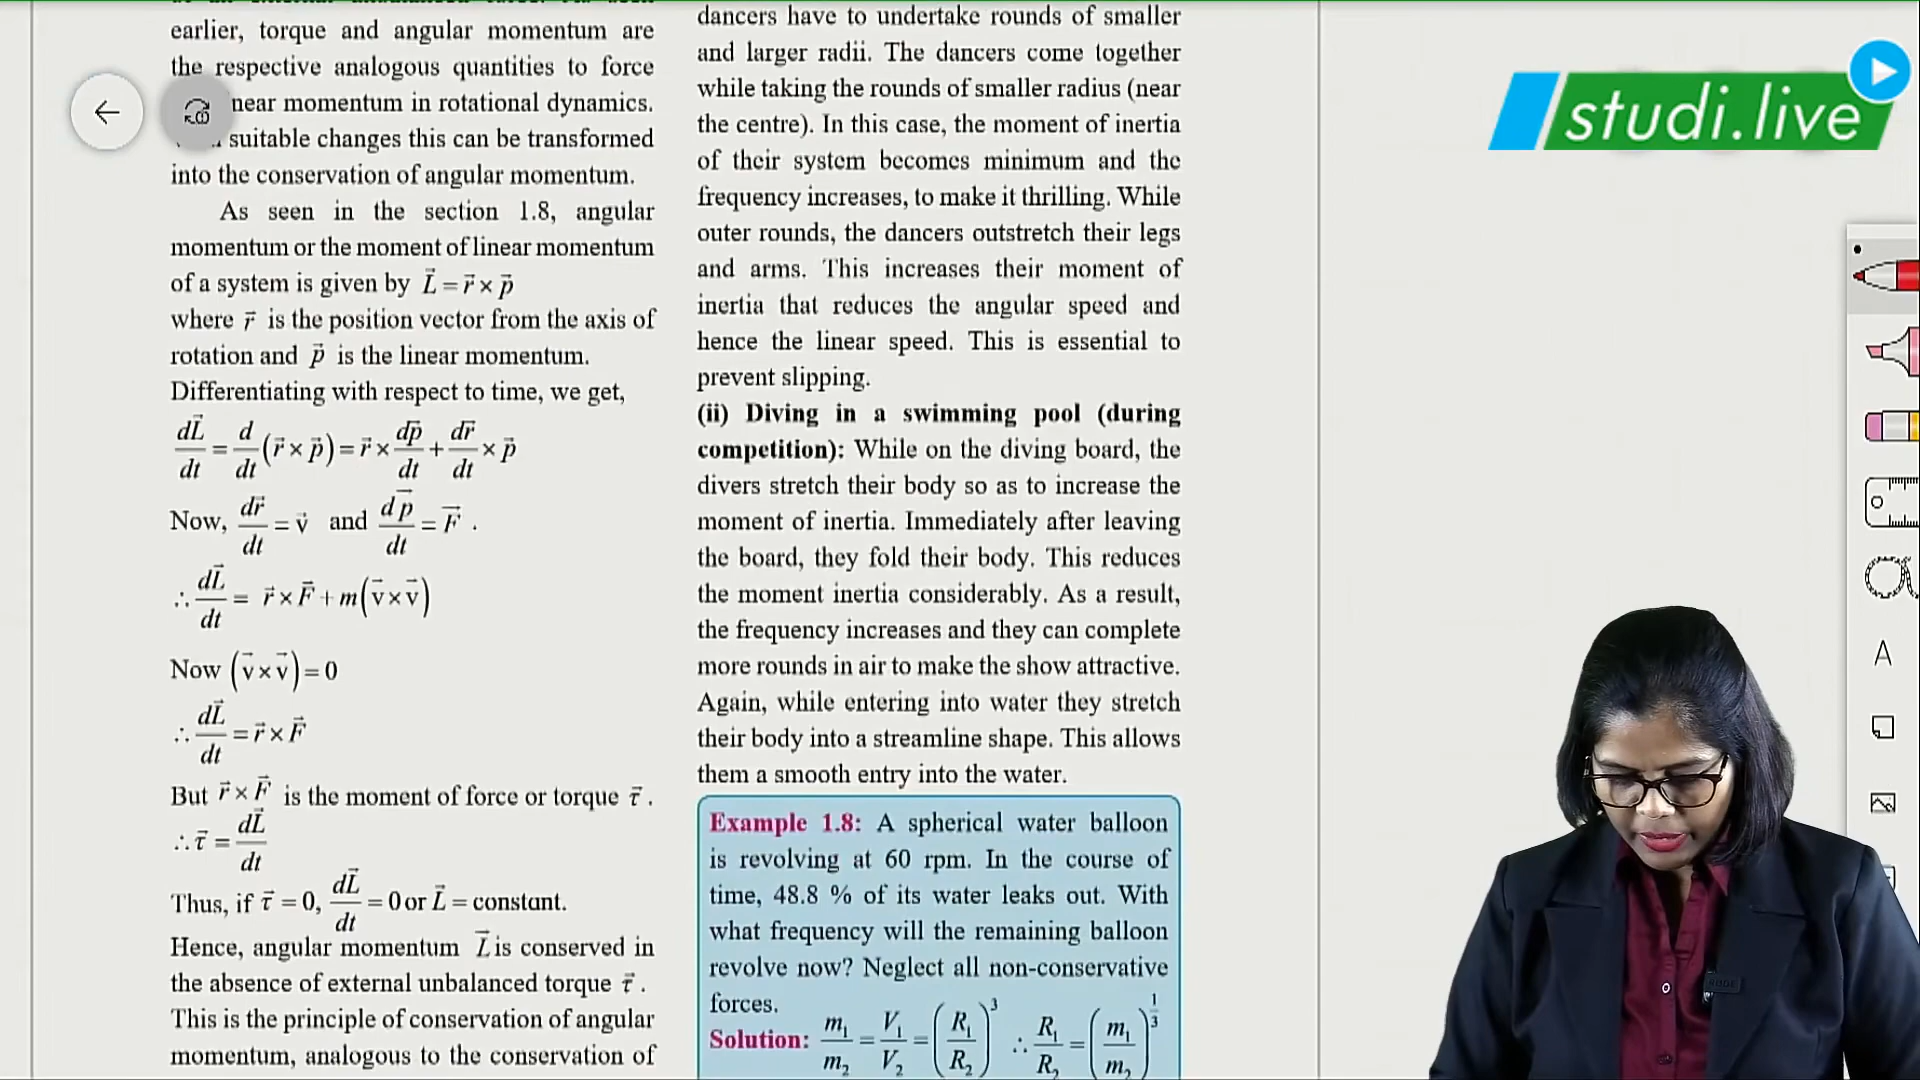 earlier, torque and angular momentum are
the respective analogous quantities to force
near momentum in rotational dynamics.
suitable changes this can be transformed
into the conservation of angular momentum.
As seen in the section 1.8, angular
momentum or the moment of linear momentum
of a system is given by L⃗ = r⃗ × p⃗
where r⃗ is the position vector from the axis of
rotation and p⃗ is the linear momentum.
Differentiating with respect to time, we get,
dL⃗/dt = d/dt (r⃗ × p⃗) = r⃗ × dp⃗/dt + dr⃗/dt × p⃗
Now, dr⃗/dt = v⃗ and dp⃗/dt = F⃗ .
∴ dL⃗/dt = r⃗ × F⃗ + m(v⃗ × v⃗)
Now (v⃗ × v⃗) = 0
∴ dL⃗/dt = r⃗ × F⃗
But r⃗ × F⃗ is the moment of force or torque τ⃗ .
∴ τ⃗ = dL⃗/dt
Thus, if τ⃗ = 0, dL⃗/dt = 0 or L⃗ = constant.
Hence, angular momentum L⃗ is conserved in
the absence of external unbalanced torque τ⃗ .
This is the principle of conservation of angular
momentum, analogous to the conservation of
dancers have to undertake rounds of smaller
and larger radii. The dancers come together
while taking the rounds of smaller radius (near
the centre). In this case, the moment of inertia
of their system becomes minimum and the
frequency increases, to make it thrilling. While
outer rounds, the dancers outstretch their legs
and arms. This increases their moment of
inertia that reduces the angular speed and
hence the linear speed. This is essential to
prevent slipping.
(ii) Diving in a swimming pool (during
competition): While on the diving board, the
divers stretch their body so as to increase the
moment of inertia. Immediately after leaving
the board, they fold their body. This reduces
the moment inertia considerably. As a result,
the frequency increases and they can complete
more rounds in air to make the show attractive.
Again, while entering into water they stretch
their body into a streamline shape. This allows
them a smooth entry into the water.
Example 1.8: A spherical water balloon
is revolving at 60 rpm. In the course of
time, 48.8 % of its water leaks out. With
what frequency will the remaining balloon
revolve now? Neglect all non-conservative
forces.
Solution: m₁/m₂ = V₁/V₂ = (R₁/R₂)³ ∴ R₁/R₂ = (m₁/m₂)^(1/3)
studi.live
A